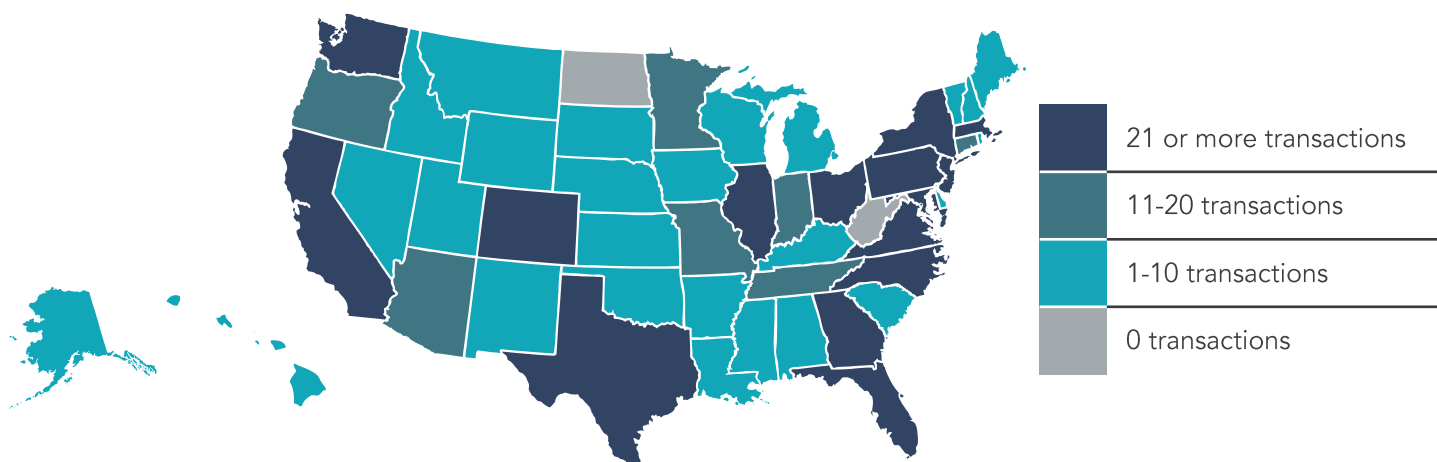 21 or more transactions
11-20 transactions
1-10 transactions
0 transactions